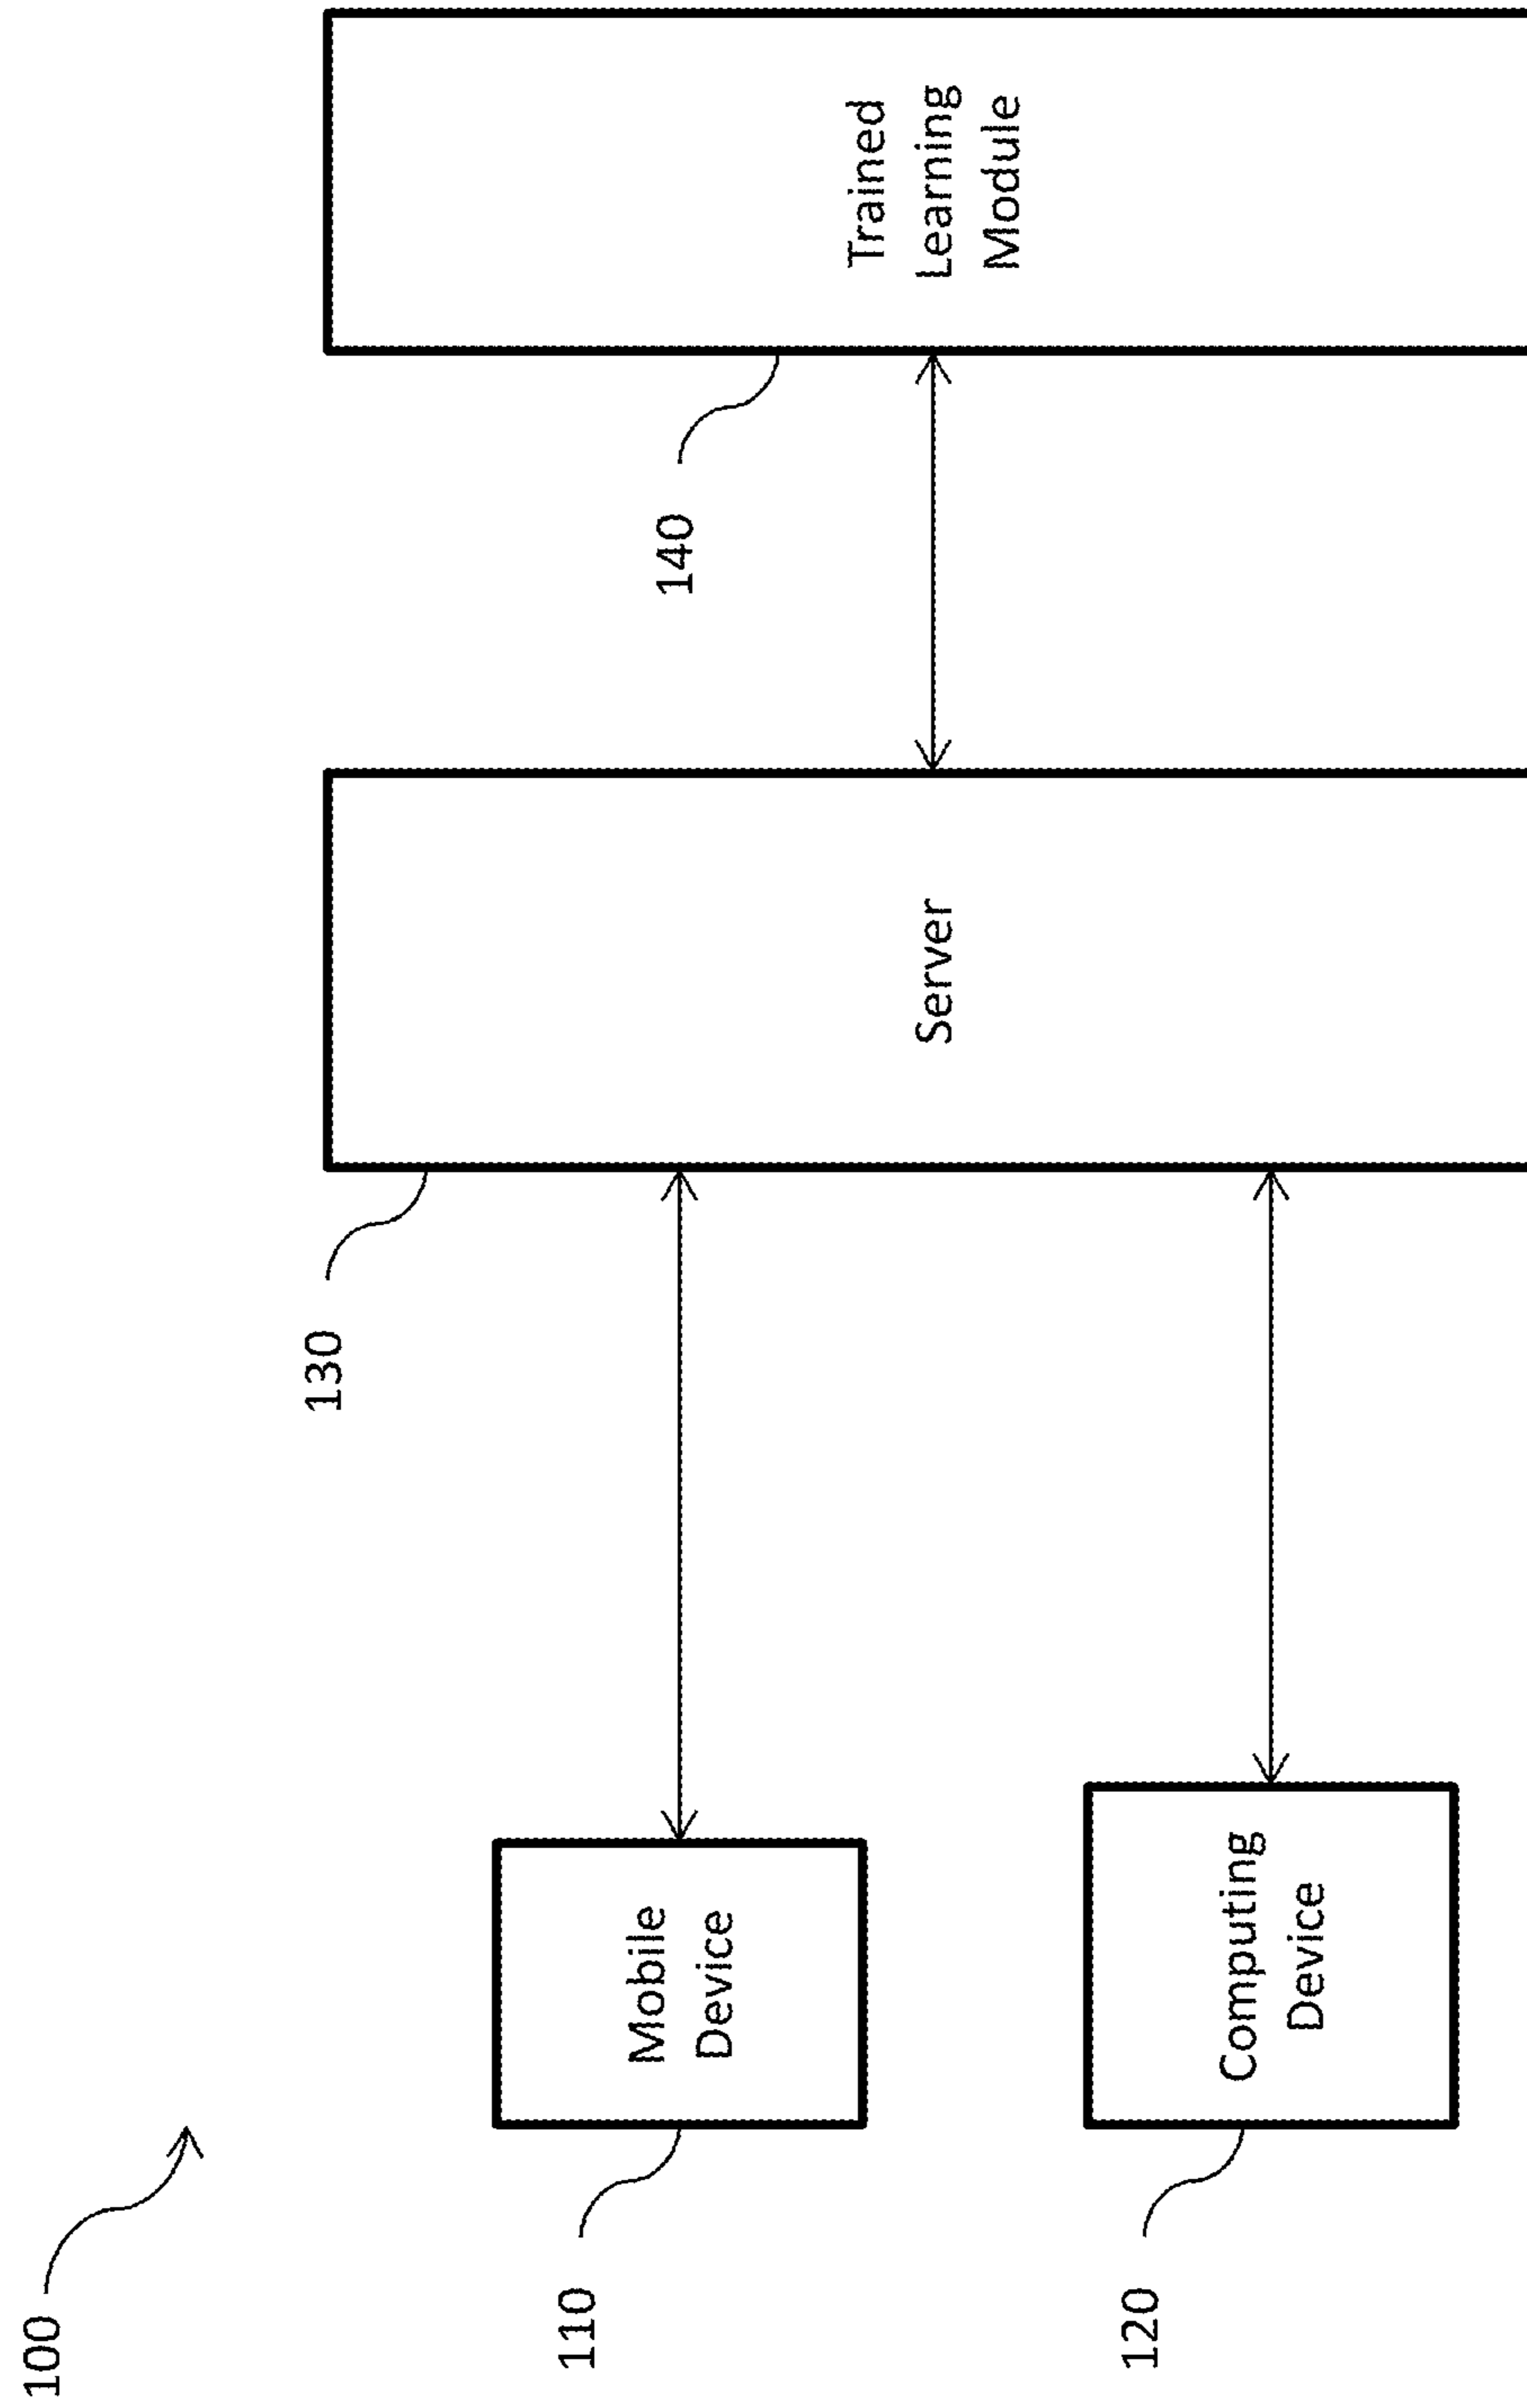 100
110
Mobile
Device
120
Computing
Device
130
Server
140
Trained
Learning
Module